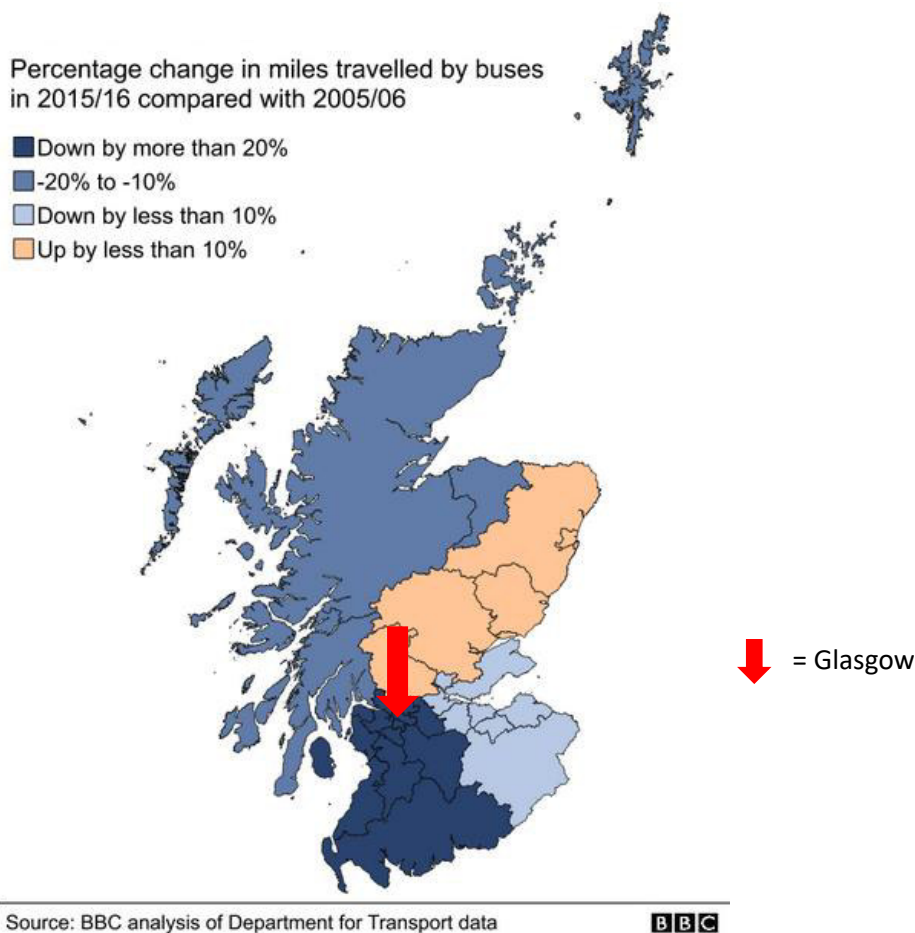 Percentage change in miles travelled by buses
in 2015/16 compared with 2005/06
Down by more than 20%
-20% to -10%
Down by less than 10%
Up by less than 10%
= Glasgow
Source: BBC analysis of Department for Transport data
BBC